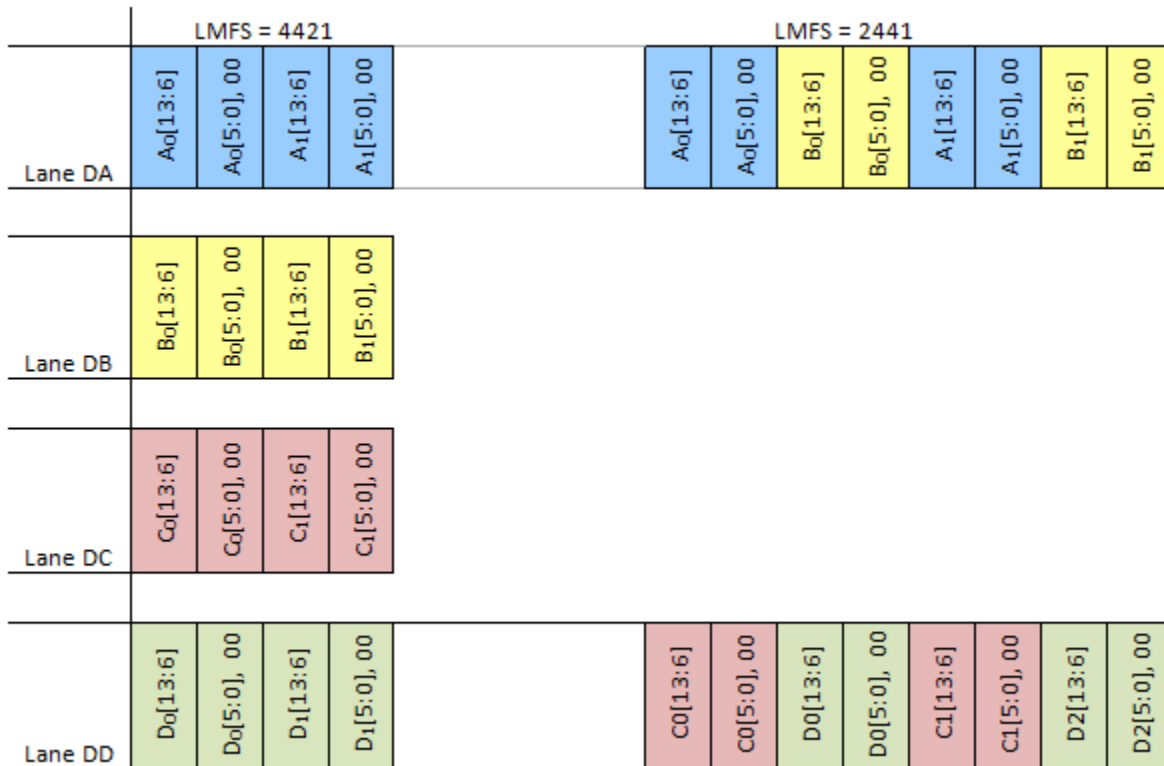 LMFS = 4421 LMFS = 2441
Lane DA
A₀[13:6]
A₀[5:0], 00
A₁[13:6]
A₁[5:0], 00
A₀[13:6]
A₀[5:0], 00
B₀[13:6]
B₀[5:0], 00
A₁[13:6]
A₁[5:0], 00
B₁[13:6]
B₁[5:0], 00
Lane DB
B₀[13:6]
B₀[5:0], 00
B₁[13:6]
B₁[5:0], 00
Lane DC
C₀[13:6]
C₀[5:0], 00
C₁[13:6]
C₁[5:0], 00
Lane DD
D₀[13:6]
D₀[5:0], 00
D₁[13:6]
D₁[5:0], 00
C0[13:6]
C0[5:0], 00
D0[13:6]
D0[5:0], 00
C1[13:6]
C1[5:0], 00
D2[13:6]
D2[5:0], 00